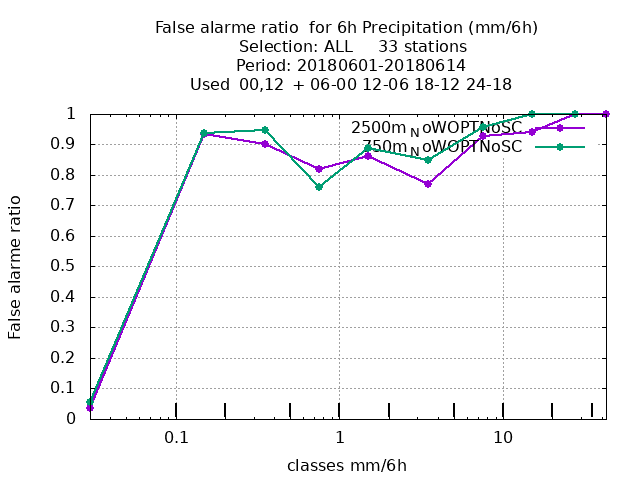 False alarme ratio  for 6h Precipitation (mm/6h)
Selection: ALL     33 stations
Period: 20180601-20180614
Used  00,12  + 06-00 12-06 18-12 24-18
2500m_NoWOPTNoSC
750m_NoWOPTNoSC
1
0.9
0.8
0.7
0.6
0.5
0.4
0.3
0.2
0.1
0
False alarme ratio
0.1 1 10
classes mm/6h